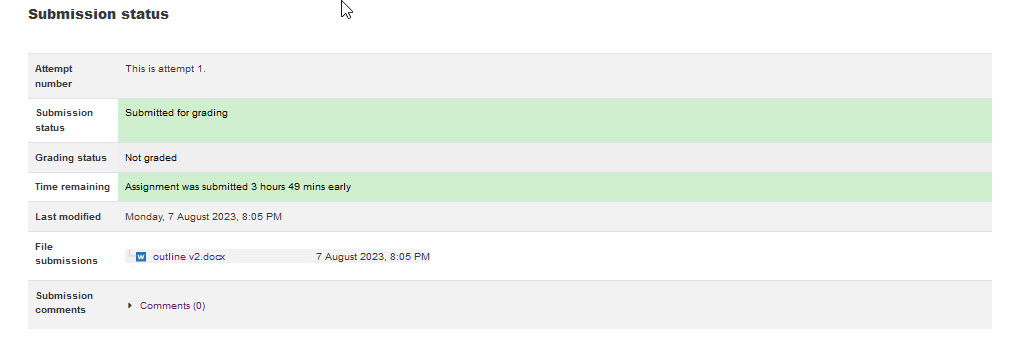 Submission status
Attempt
number
This is attempt 1.
Submission
status
Submitted for grading
Grading status
Not graded
Time remaining
Assignment was submitted 3 hours 49 mins early
Last modified
Monday, 7 August 2023, 8:05 PM
File
submissions
outline v2.docx
7 August 2023, 8:05 PM
Submission
comments
Comments (0)